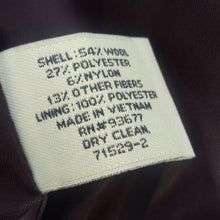 SHELL: 54% WOOL
27% POLYESTER
6% NYLON
13% OTHER FIBERS
LINING: 100% POLYESTER
MADE IN VIETNAM
RN#93677
DRY CLEAN.
71529-2